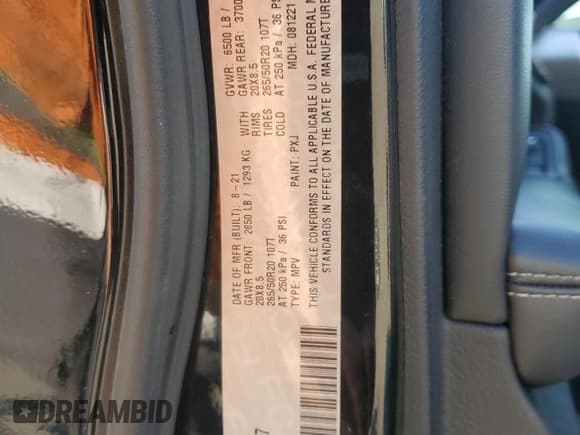 DATE OF MFR (BUILT) 8-21 GVWR: 6500 LB /
GAWR FRONT 2850 LB / 1293 KG WITH GAWR REAR: 3700
20X8.5 RIMS 20X8.5
265/50R20 107T TIRES 265/50R20 107T
AT 250 kPa / 36 PSI COLD AT 250 kPa / 36 PS
TYPE: MPV PAINT: PXJ MDH: 081221
THIS VEHICLE CONFORMS TO ALL APPLICABLE U.S.A. FEDERAL M
STANDARDS IN EFFECT ON THE DATE OF MANUFACTURE
7
DREAMBID